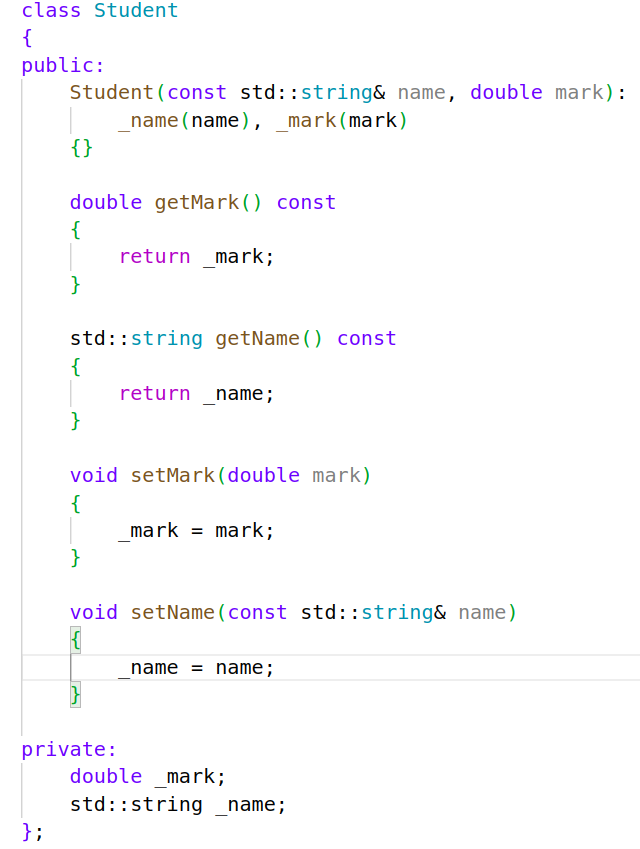 class Student
{
public:
    Student(const std::string& name, double mark):
        _name(name), _mark(mark)
    {}

    double getMark() const
    {
        return _mark;
    }

    std::string getName() const
    {
        return _name;
    }

    void setMark(double mark)
    {
        _mark = mark;
    }

    void setName(const std::string& name)
    {
        _name = name;
    }

private:
    double _mark;
    std::string _name;
};